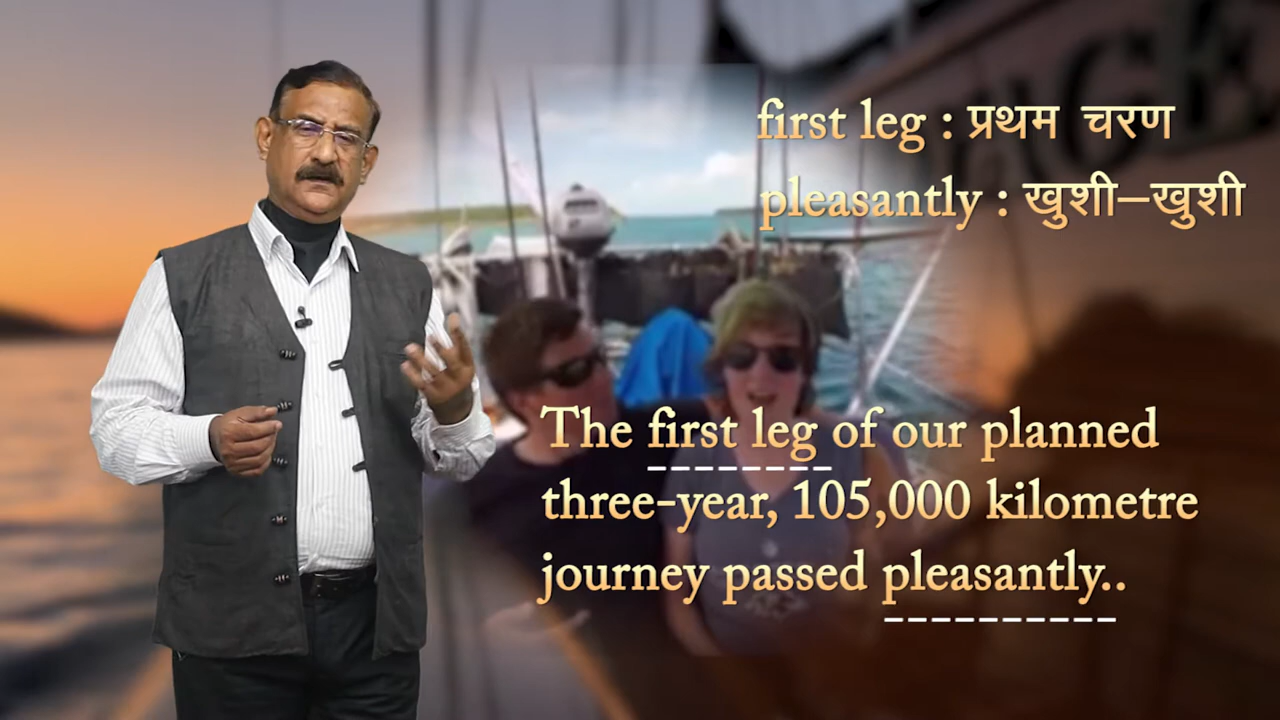 first leg : प्रथम चरण
pleasantly : खुशी–खुशी
The first leg of our planned
three-year, 105,000 kilometre
journey passed pleasantly..